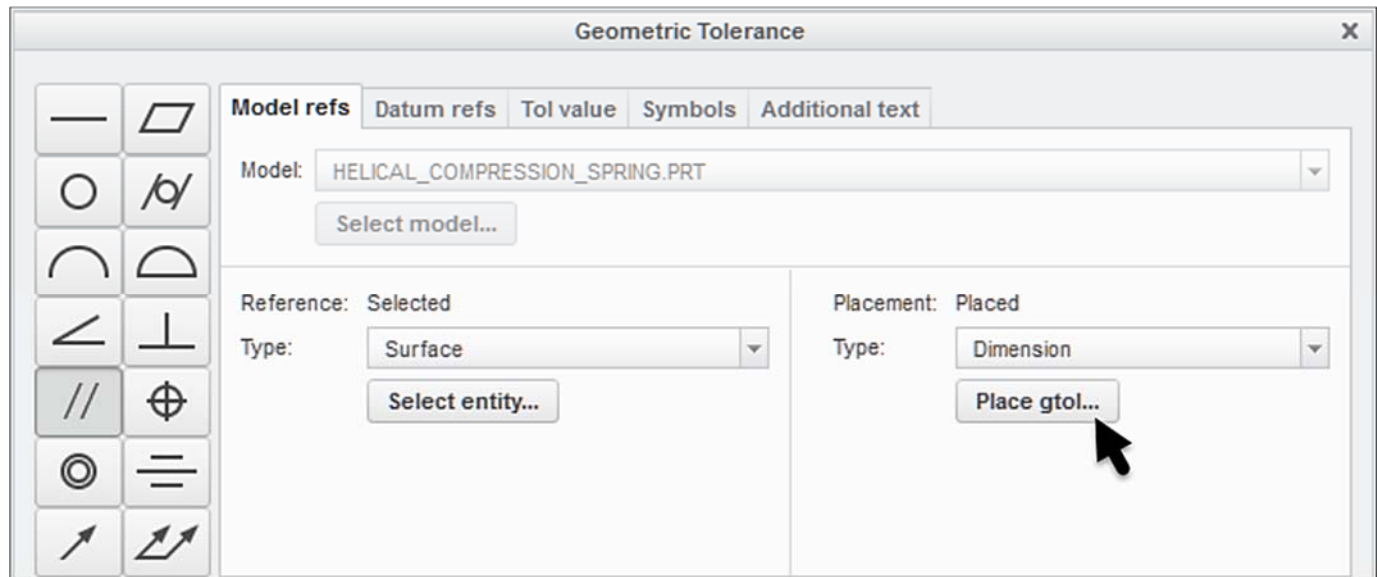 Geometric Tolerance
Model refs Datum refs Tol value Symbols Additional text
Model: HELICAL_COMPRESSION_SPRING.PRT
Select model...
Reference: Selected Placement: Placed
Type: Surface Type: Dimension
Select entity... Place gtol...